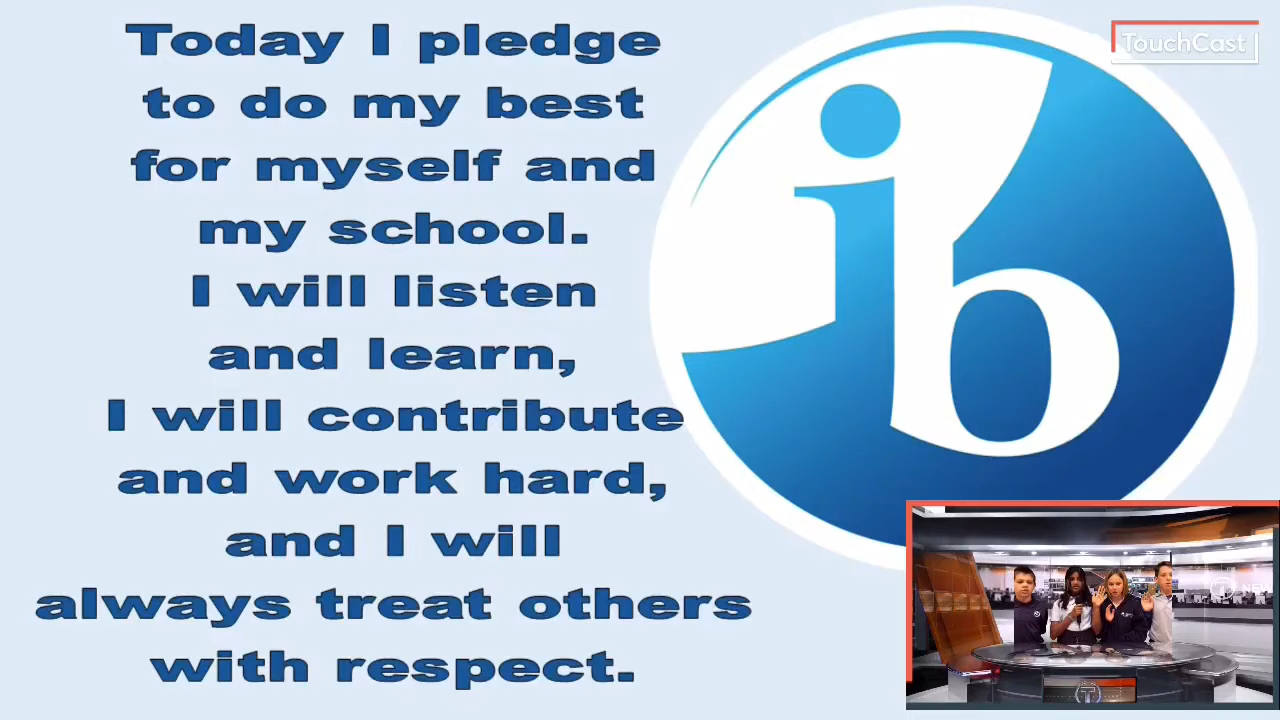 Today I pledge
to do my best
for myself and
my school.
I will listen
and learn,
I will contribute
and work hard,
and I will
always treat others
with respect.
ib
TouchCast